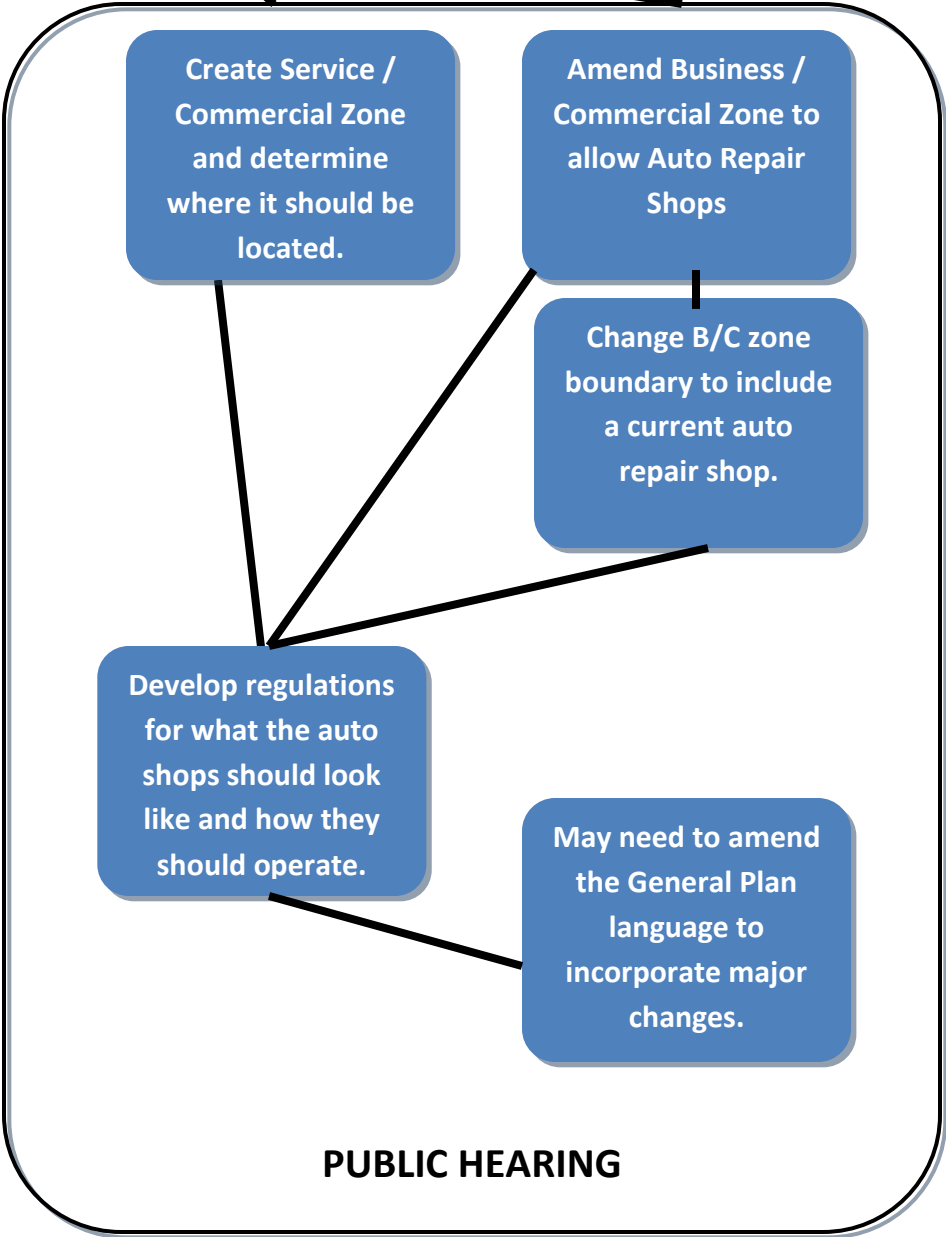 Create Service /
Commercial Zone
and determine
where it should be
located.
Amend Business /
Commercial Zone to
allow Auto Repair
Shops
Change B/C zone
boundary to include
a current auto
repair shop.
Develop regulations
for what the auto
shops should look
like and how they
should operate.
May need to amend
the General Plan
language to
incorporate major
changes.
PUBLIC HEARING